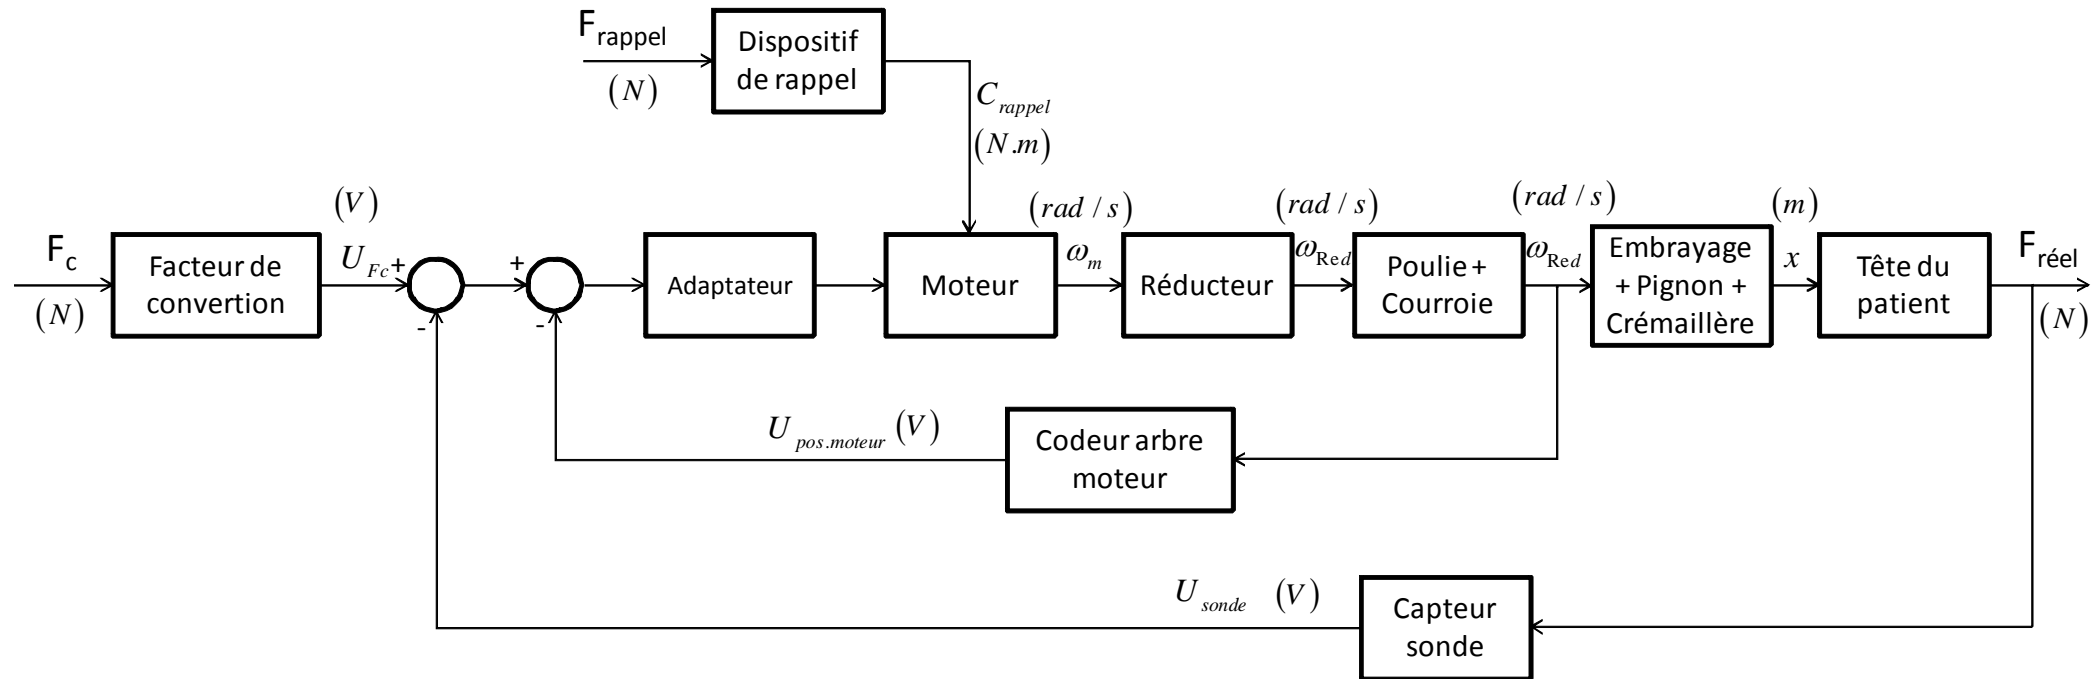 F_rappel
(N)
Dispositif
de rappel
C_rappel
(N.m)
F_c
(N)
Facteur de
convertion
(V)
U_Fc
+
-
+
-
Adaptateur
Moteur
(rad / s)
ω_m
Réducteur
(rad / s)
ω_Red
Poulie +
Courroie
(rad / s)
ω_Red
Embrayage
+ Pignon +
Crémaillère
(m)
x
Tête du
patient
F_réel
(N)
U_pos.moteur (V)
Codeur arbre
moteur
U_sonde (V)
Capteur
sonde